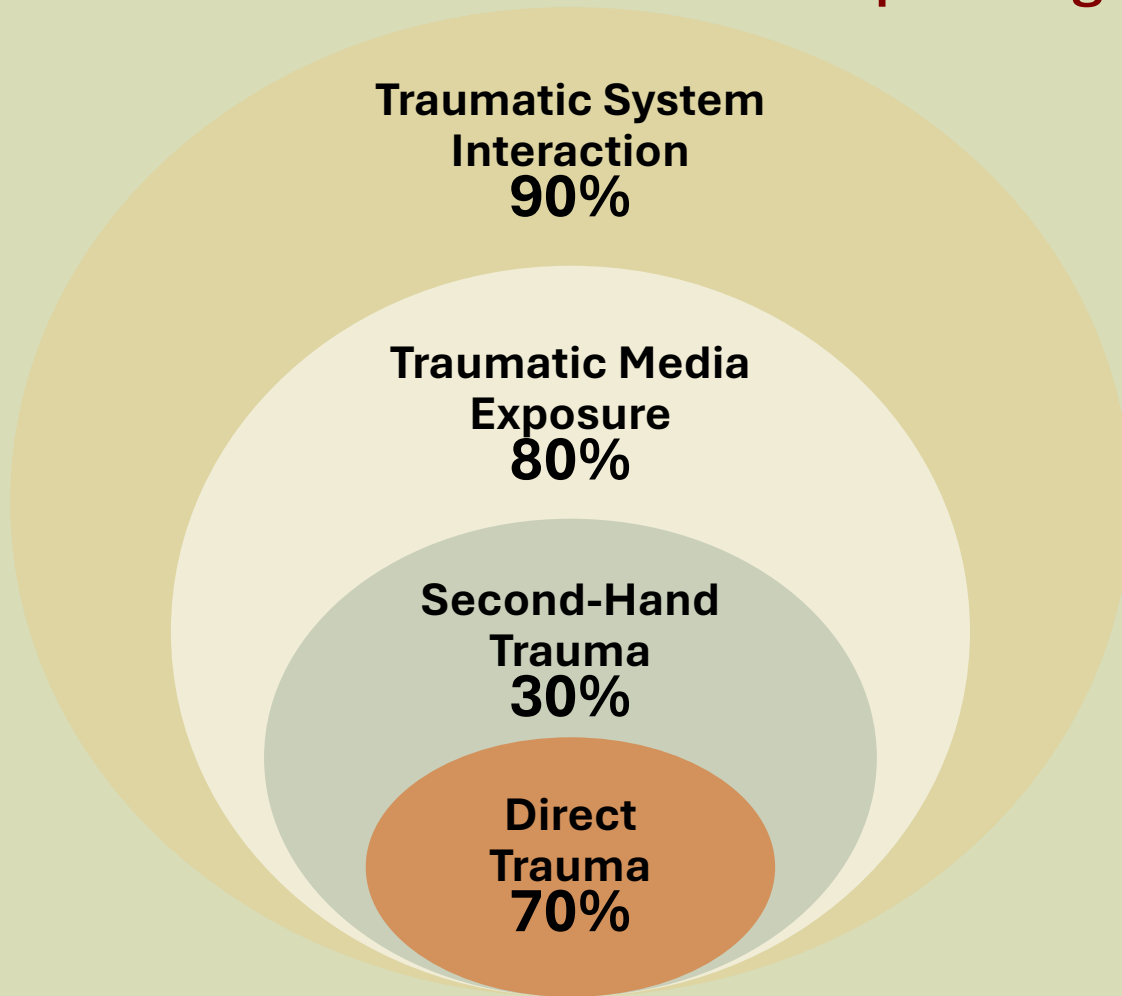 Traumatic System
Interaction
90%
Traumatic Media
Exposure
80%
Second-Hand
Trauma
30%
Direct
Trauma
70%